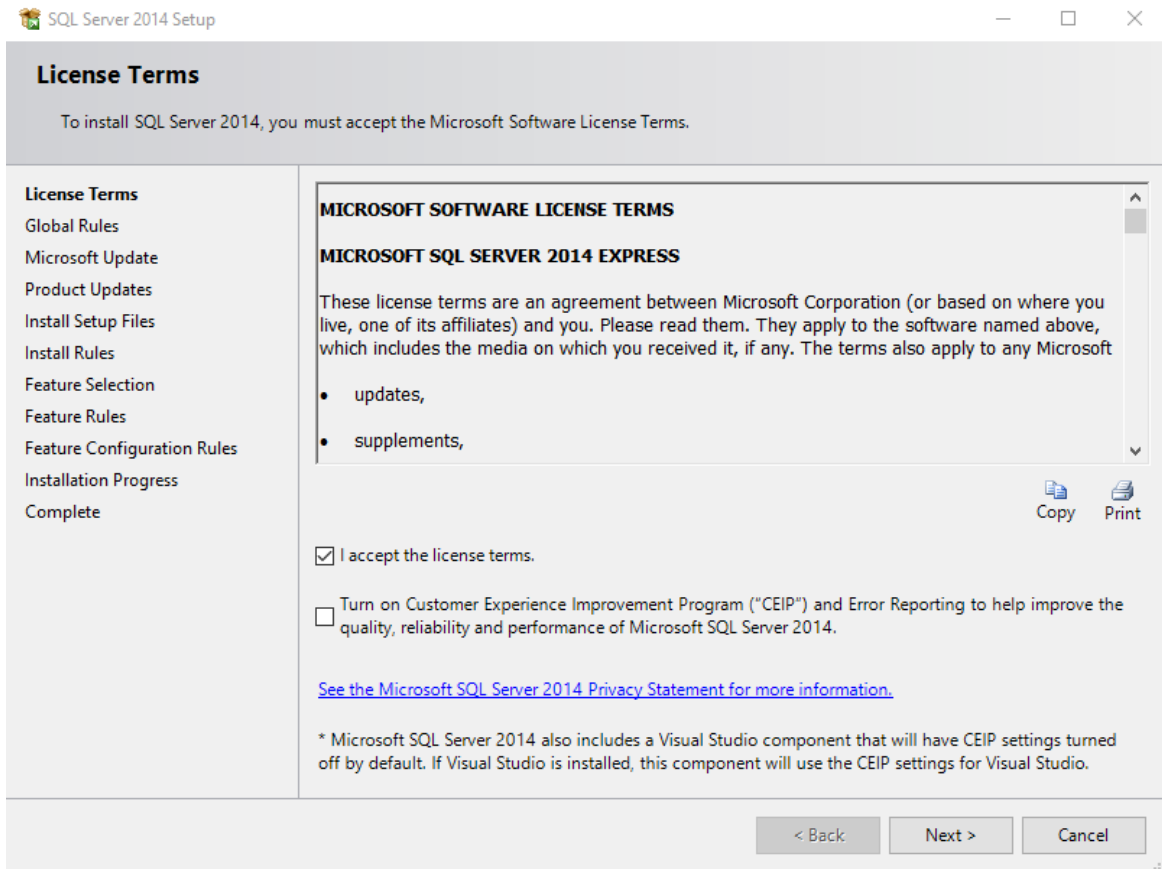 SQL Server 2014 Setup
License Terms
To install SQL Server 2014, you must accept the Microsoft Software License Terms.
License Terms
Global Rules
Microsoft Update
Product Updates
Install Setup Files
Install Rules
Feature Selection
Feature Rules
Feature Configuration Rules
Installation Progress
Complete
MICROSOFT SOFTWARE LICENSE TERMS
MICROSOFT SQL SERVER 2014 EXPRESS
These license terms are an agreement between Microsoft Corporation (or based on where you
live, one of its affiliates) and you. Please read them. They apply to the software named above,
which includes the media on which you received it, if any. The terms also apply to any Microsoft
• updates,
• supplements,
Copy Print
I accept the license terms.
Turn on Customer Experience Improvement Program (“CEIP”) and Error Reporting to help improve the
quality, reliability and performance of Microsoft SQL Server 2014.
See the Microsoft SQL Server 2014 Privacy Statement for more information.
* Microsoft SQL Server 2014 also includes a Visual Studio component that will have CEIP settings turned
off by default. If Visual Studio is installed, this component will use the CEIP settings for Visual Studio.
< Back Next > Cancel